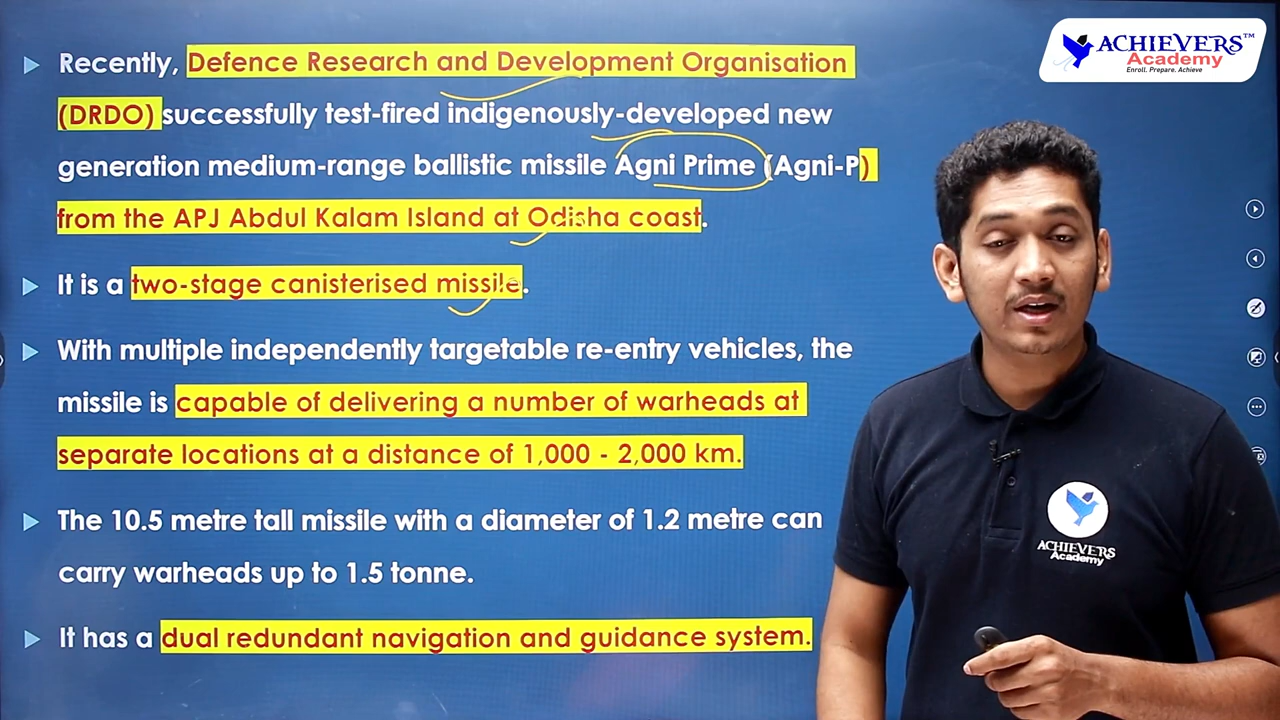 ACHIEVERS™
Academy
Enroll. Prepare. Achieve
Recently, Defence Research and Development Organisation
(DRDO) successfully test-fired indigenously-developed new
generation medium-range ballistic missile Agni Prime (Agni-P)
from the APJ Abdul Kalam Island at Odisha coast.
It is a two-stage canisterised missile.
With multiple independently targetable re-entry vehicles, the
missile is capable of delivering a number of warheads at
separate locations at a distance of 1,000 - 2,000 km.
The 10.5 metre tall missile with a diameter of 1.2 metre can
carry warheads up to 1.5 tonne.
It has a dual redundant navigation and guidance system.
ACHIEVERS
Academy